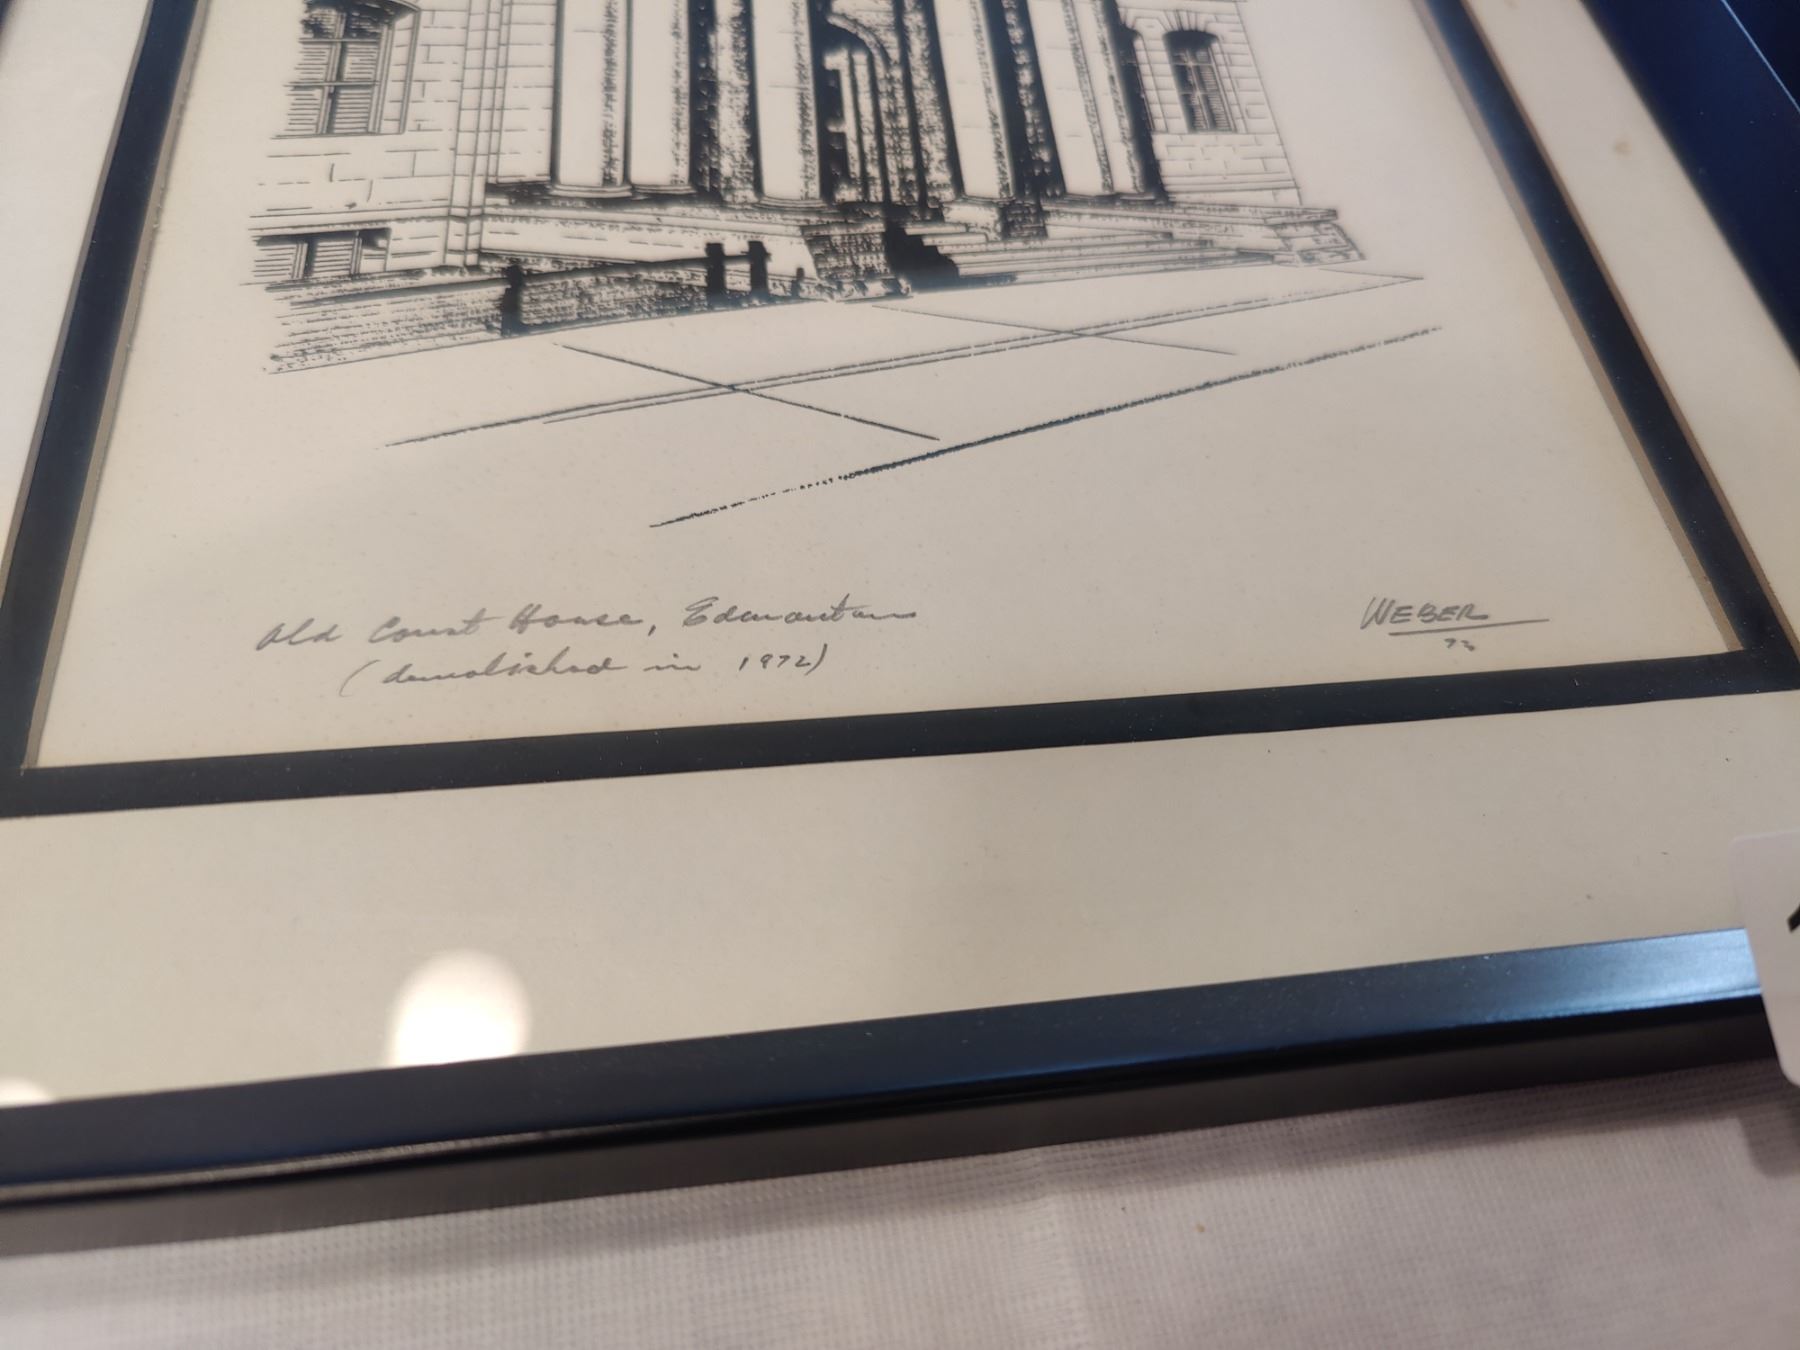 Old Court House, Edmonton
(demolished in 1972)
WEBER
73